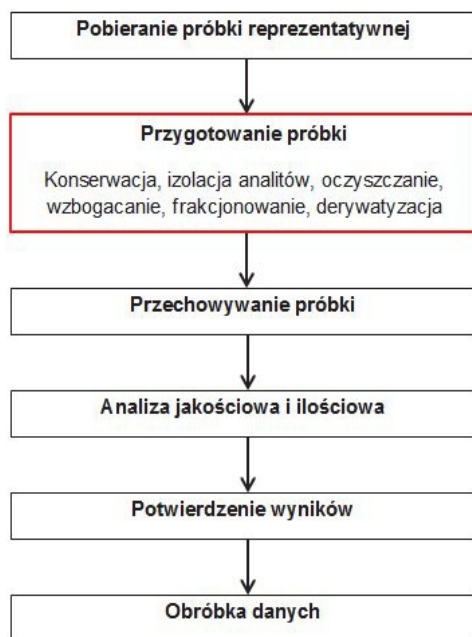 Pobieranie próbki reprezentatywnej
Przygotowanie próbki
Konserwacja, izolacja analitów, oczyszczanie,
wzbogacanie, frakcjonowanie, derywatyzacja
Przechowywanie próbki
Analiza jakościowa i ilościowa
Potwierdzenie wyników
Obróbka danych